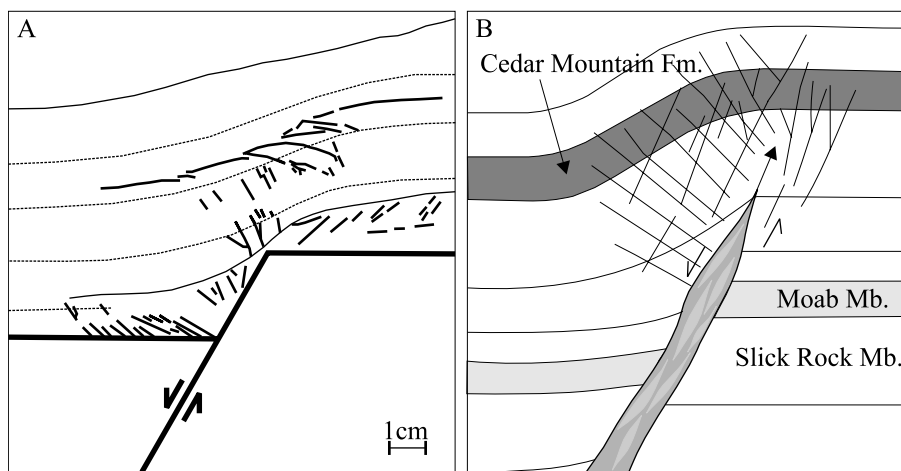 A
1cm
B
Cedar Mountain Fm.
Moab Mb.
Slick Rock Mb.